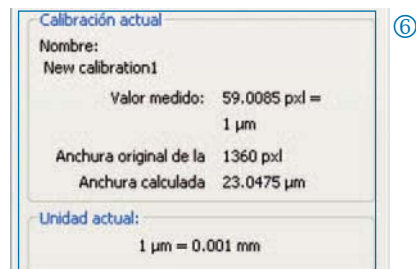 Calibración actual
⑥
Nombre:
New calibration1
Valor medido: 59.0085 pxl =
1 µm
Anchura original de la 1360 pxl
Anchura calculada 23.0475 µm
Unidad actual:
1 µm = 0.001 mm